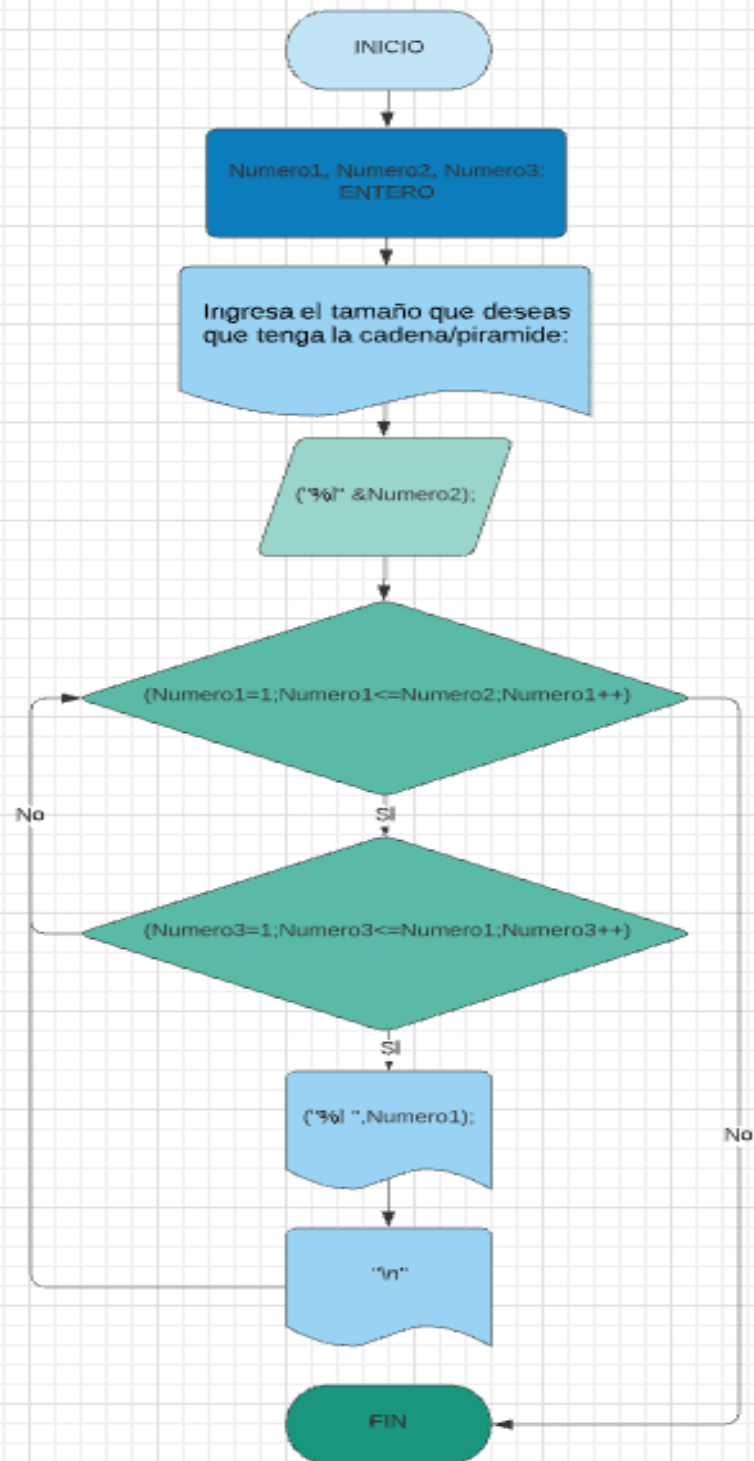 INICIO
Numero1, Numero2, Numero3:
ENTERO
Ingresa el tamaño que deseas
que tenga la cadena/piramide:
("%i" &Numero2);
(Numero1=1;Numero1<=Numero2;Numero1++)
No
SI
(Numero3=1;Numero3<=Numero1;Numero3++)
SI
("%i ",Numero1);
No
"\n"
FIN